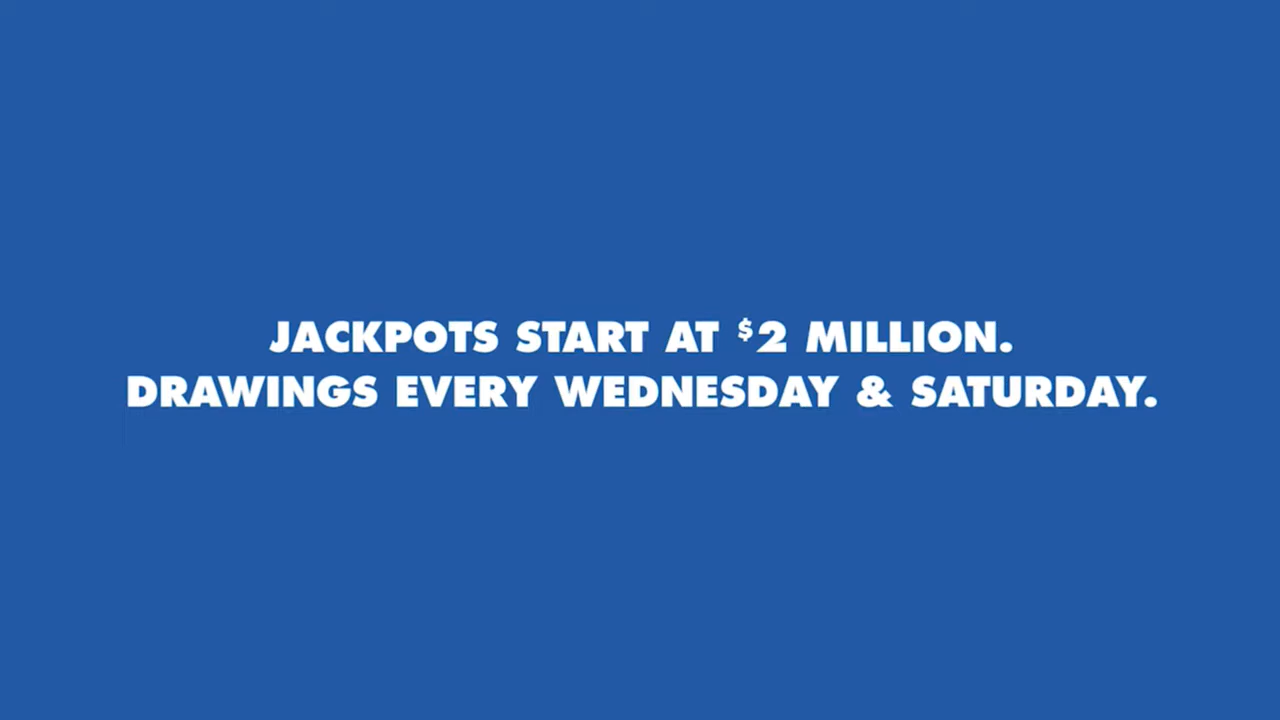 JACKPOTS START AT $2 MILLION.
DRAWINGS EVERY WEDNESDAY & SATURDAY.